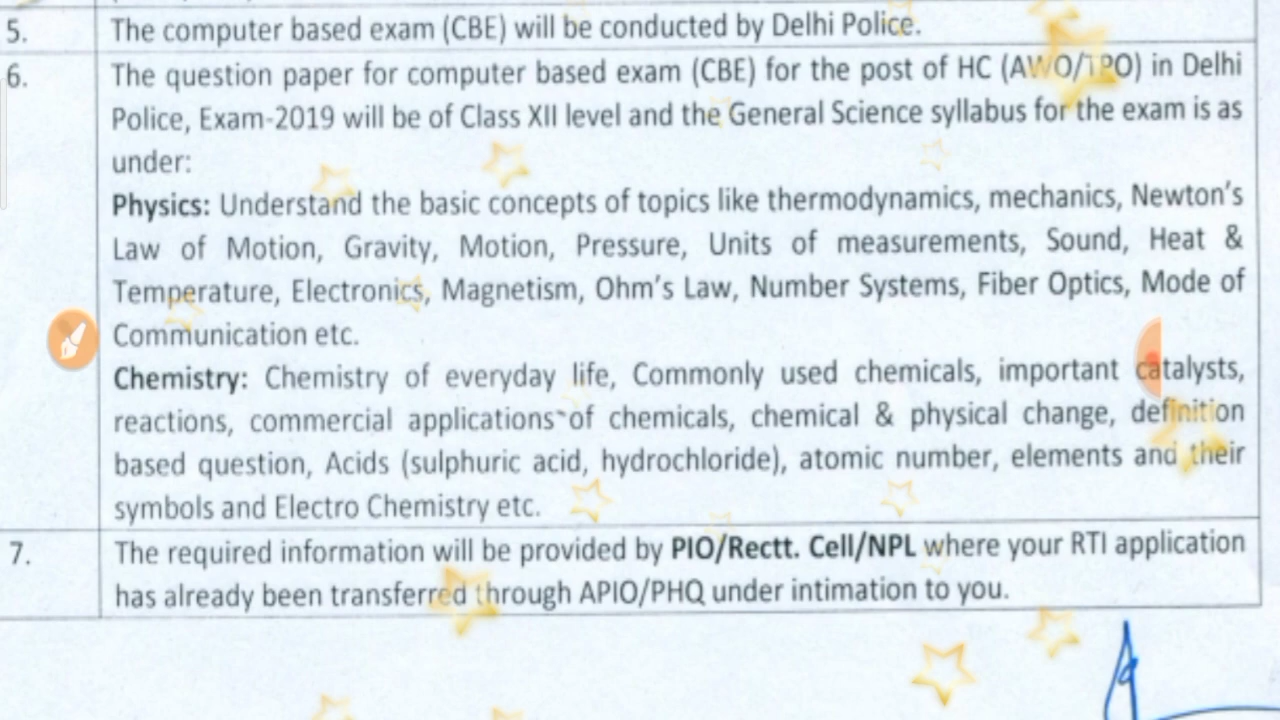 5. The computer based exam (CBE) will be conducted by Delhi Police.
6. The question paper for computer based exam (CBE) for the post of HC (AWO/TPO) in Delhi
Police, Exam-2019 will be of Class XII level and the General Science syllabus for the exam is as
under:
Physics: Understand the basic concepts of topics like thermodynamics, mechanics, Newton's
Law of Motion, Gravity, Motion, Pressure, Units of measurements, Sound, Heat &
Temperature, Electronics, Magnetism, Ohm's Law, Number Systems, Fiber Optics, Mode of
Communication etc.
Chemistry: Chemistry of everyday life, Commonly used chemicals, important catalysts,
reactions, commercial applications of chemicals, chemical & physical change, definition
based question, Acids (sulphuric acid, hydrochloride), atomic number, elements and their
symbols and Electro Chemistry etc.
7. The required information will be provided by PIO/Rectt. Cell/NPL where your RTI application
has already been transferred through APIO/PHQ under intimation to you.